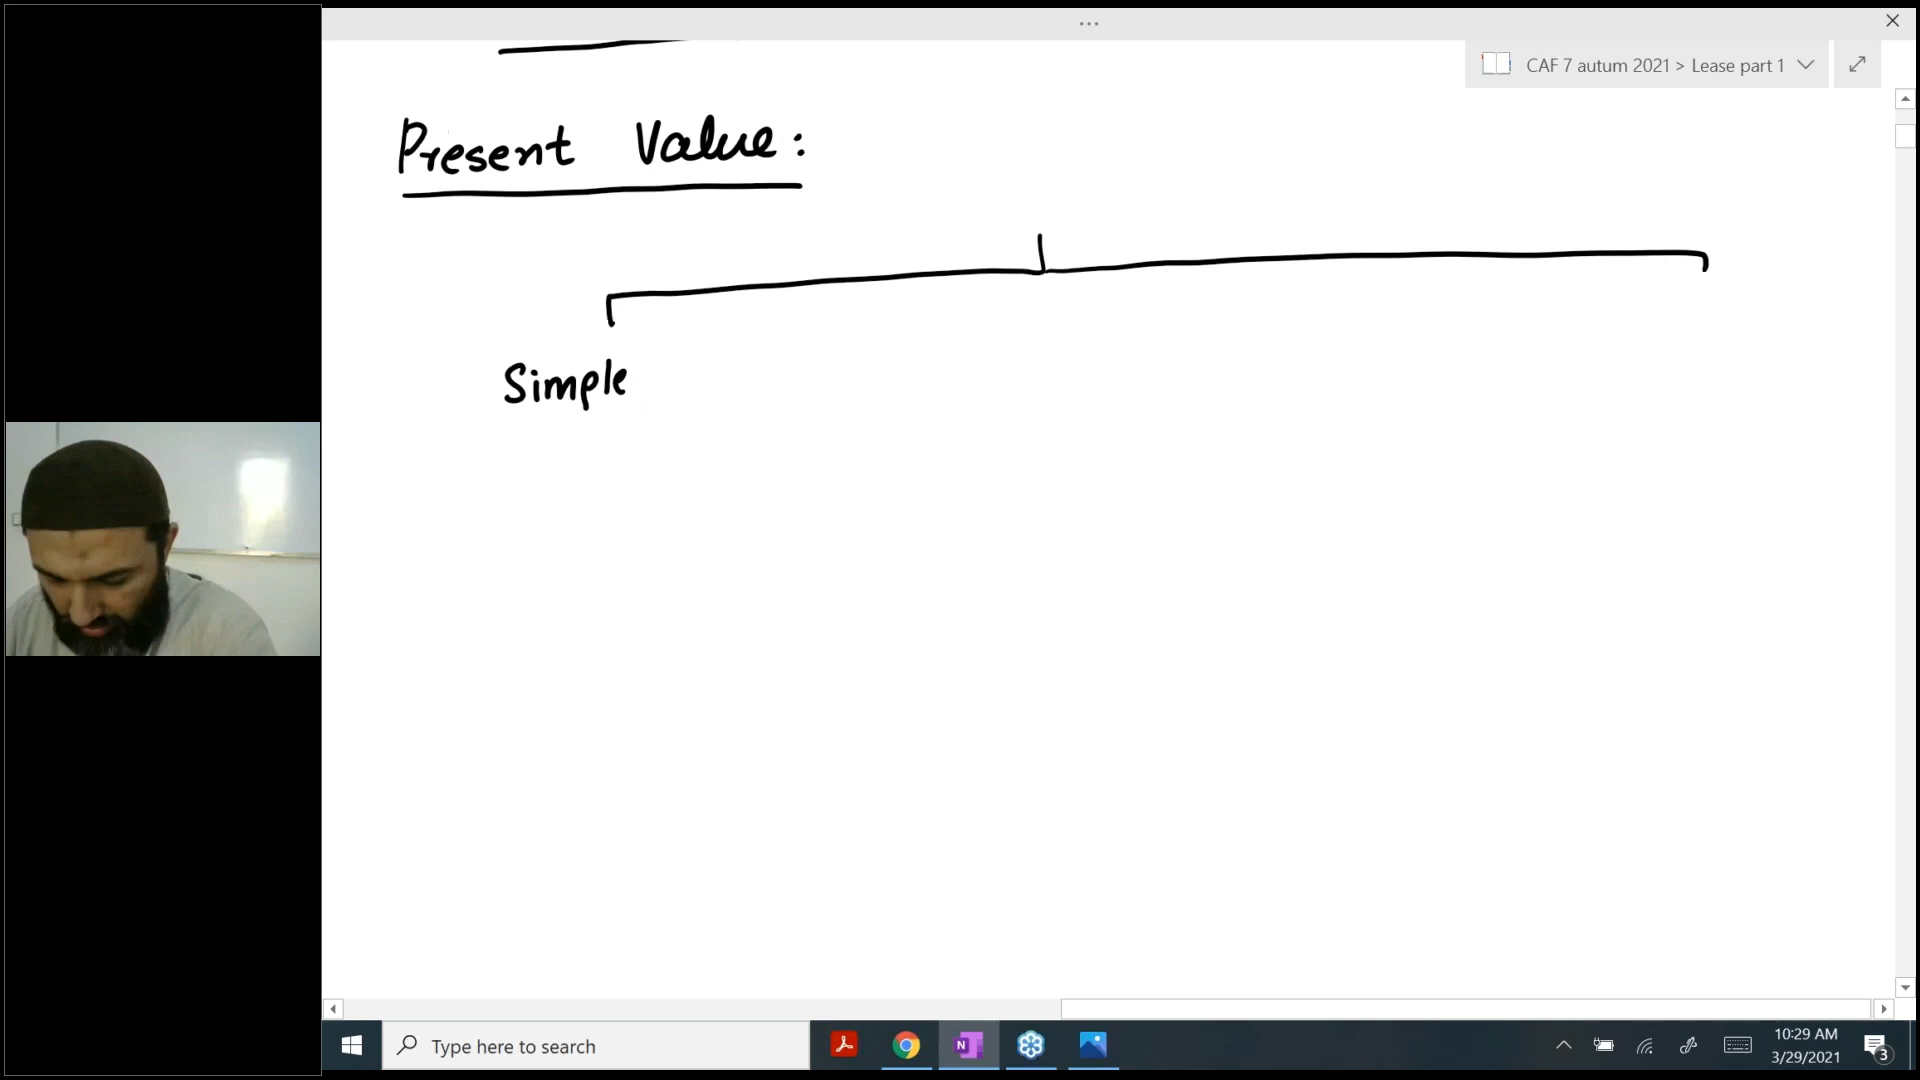 ...
CAF 7 autum 2021 > Lease part 1
Present Value:
Simple
Type here to search
N
10:29 AM
3/29/2021
3